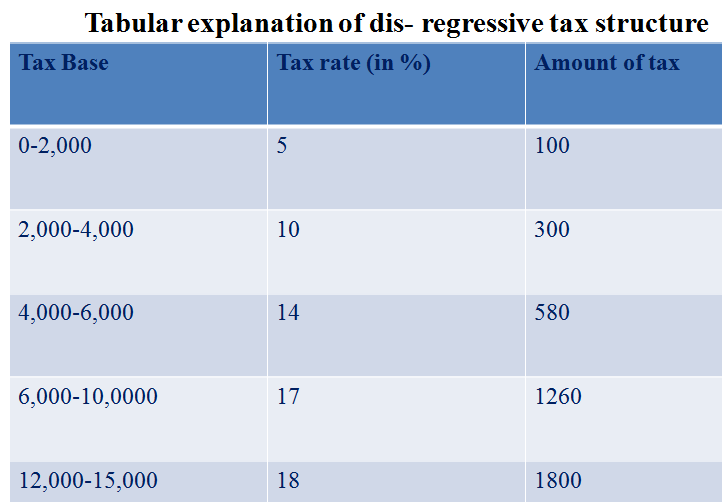 Tabular explanation of dis- regressive tax structure
Tax Base Tax rate (in %) Amount of tax
0-2,000 5 100
2,000-4,000 10 300
4,000-6,000 14 580
6,000-10,0000 17 1260
12,000-15,000 18 1800